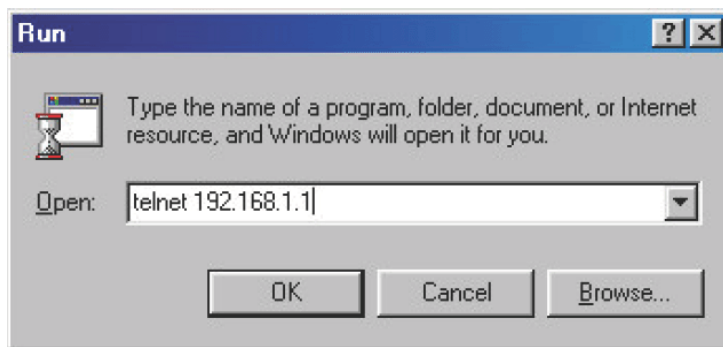 Run
Type the name of a program, folder, document, or Internet
resource, and Windows will open it for you.
Open: telnet 192.168.1.1
OK Cancel Browse...